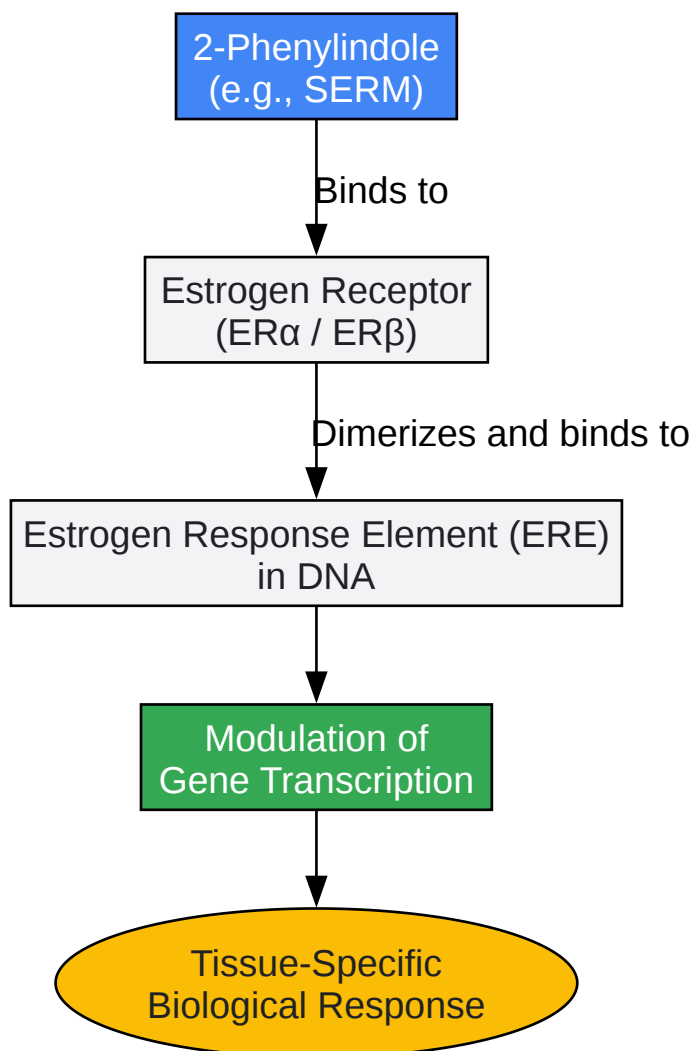 2-Phenylindole
(e.g., SERM)
Binds to
Estrogen Receptor
(ERα / ERβ)
Dimerizes and binds to
Estrogen Response Element (ERE)
in DNA
Modulation of
Gene Transcription
Tissue-Specific
Biological Response